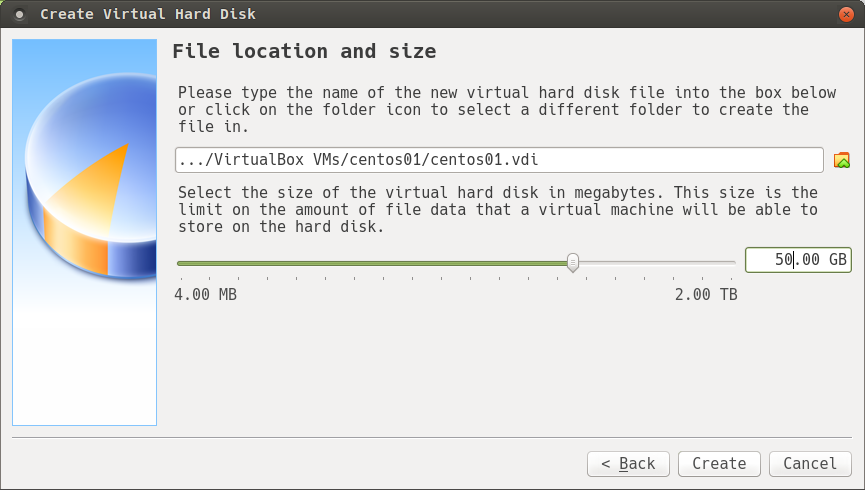 Create Virtual Hard Disk
File location and size
Please type the name of the new virtual hard disk file into the box below
or click on the folder icon to select a different folder to create the
file in.
.../VirtualBox VMs/centos01/centos01.vdi
Select the size of the virtual hard disk in megabytes. This size is the
limit on the amount of file data that a virtual machine will be able to
store on the hard disk.
50.00 GB
4.00 MB 2.00 TB
< Back Create Cancel